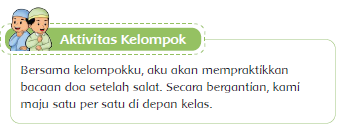 Aktivitas Kelompok
Bersama kelompokku, aku akan mempraktikkan
bacaan doa setelah salat. Secara bergantian, kami
maju satu per satu di depan kelas.